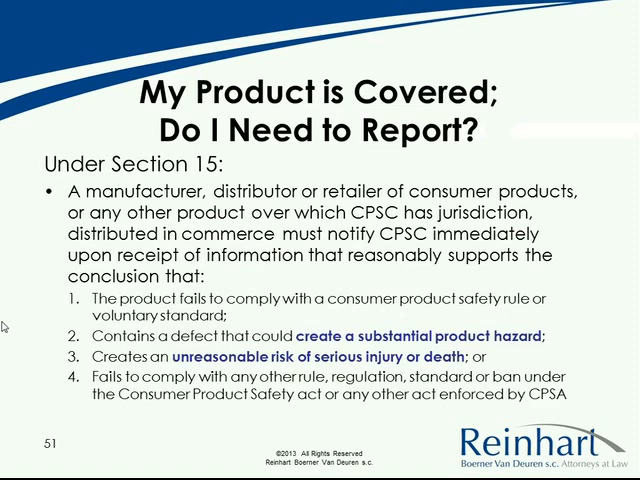 My Product is Covered;
Do I Need to Report?
Under Section 15:
• A manufacturer, distributor or retailer of consumer products,
or any other product over which CPSC has jurisdiction,
distributed in commerce must notify CPSC immediately
upon receipt of information that reasonably supports the
conclusion that:
1. The product fails to comply with a consumer product safety rule or
voluntary standard;
2. Contains a defect that could create a substantial product hazard;
3. Creates an unreasonable risk of serious injury or death; or
4. Fails to comply with any other rule, regulation, standard or ban under
the Consumer Product Safety act or any other act enforced by CPSA
51
©2013 All Rights Reserved
Reinhart Boerner Van Deuren s.c.
Reinhart
Boerner Van Deuren s.c. Attorneys at Law